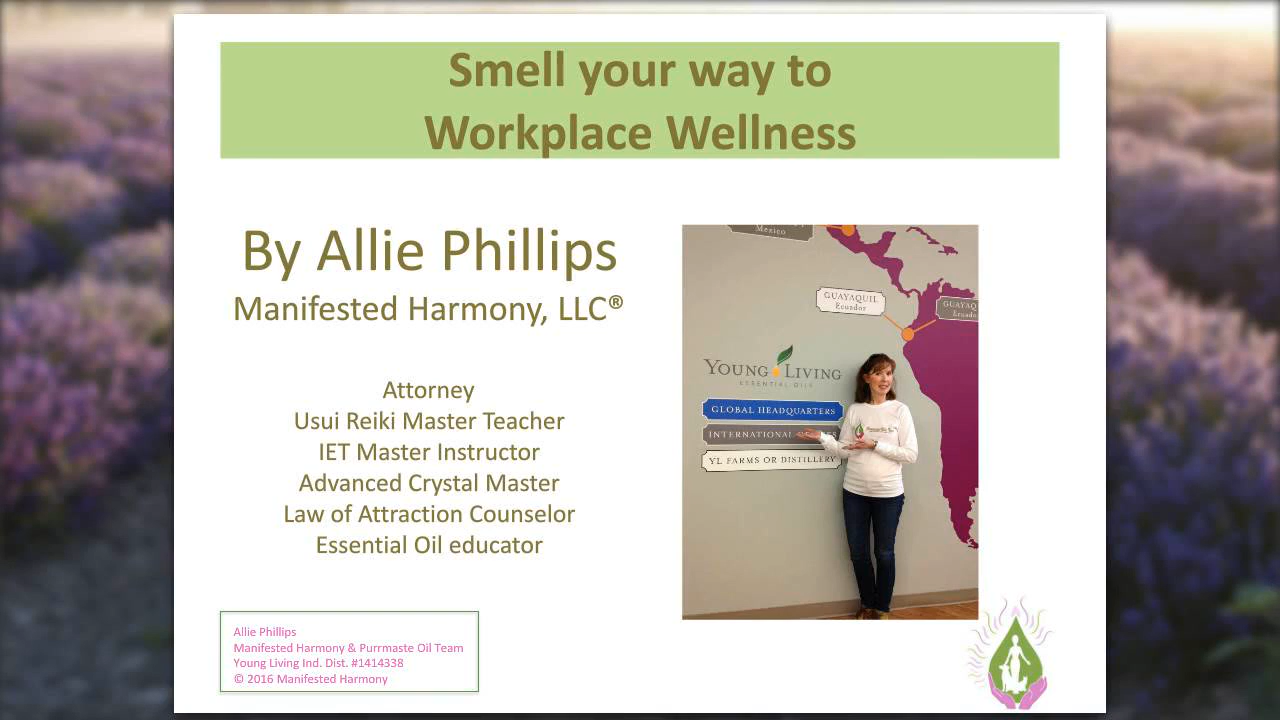 Smell your way to
Workplace Wellness
By Allie Phillips
Manifested Harmony, LLC®
Attorney
Usui Reiki Master Teacher
IET Master Instructor
Advanced Crystal Master
Law of Attraction Counselor
Essential Oil educator
Mexico
GUAYAQUIL
Ecuador
GUAYAQ
Ecuado
YOUNG LIVING
ESSENTIAL OILS
GLOBAL HEADQUARTERS
INTERNATIONAL
YL FARMS OR DISTILLERY
Allie Phillips
Manifested Harmony & Purrmaste Oil Team
Young Living Ind. Dist. #1414338
© 2016 Manifested Harmony